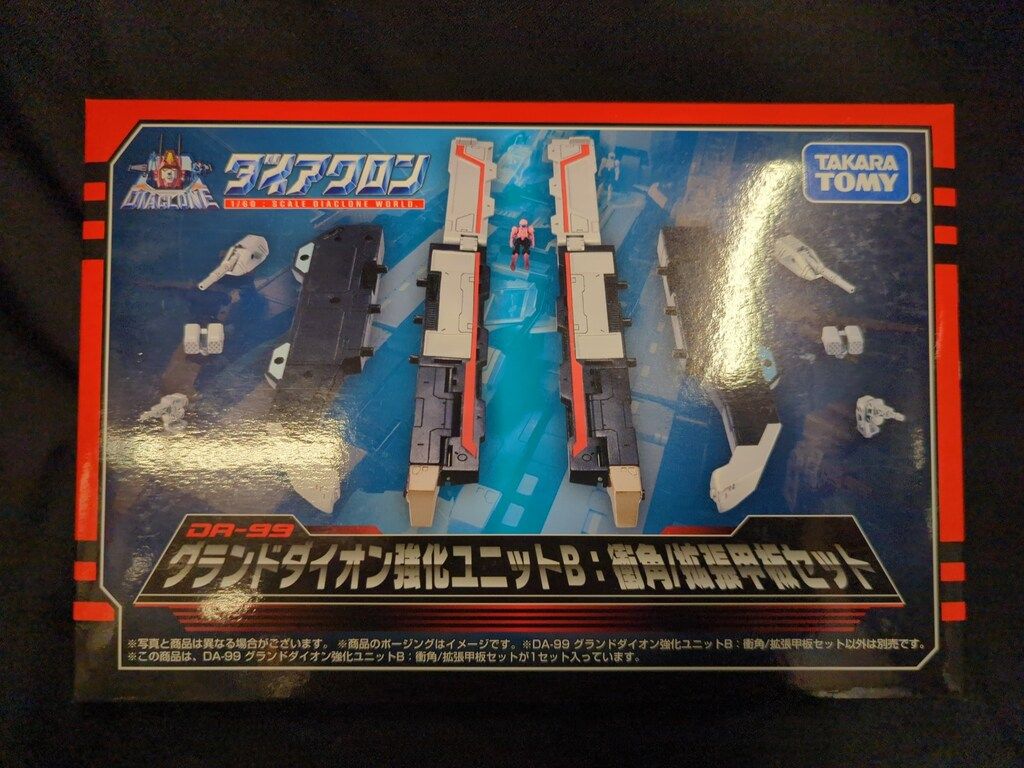 DIACLONE
ダイアクロン
1/60 : SCALE DIACLONE WORLD.
TAKARA
TOMY
DA-99
グランドダイオン強化ユニットB：衝角/拡張甲板セット
※写真と商品は異なる場合がございます。 ※商品のポージングはイメージです。※DA-99 グランドダイオン強化ユニットB：衝角/拡張甲板セット以外は別売です。
※この商品は、DA-99 グランドダイオン強化ユニットB：衝角/拡張甲板セットが1セット入っています。